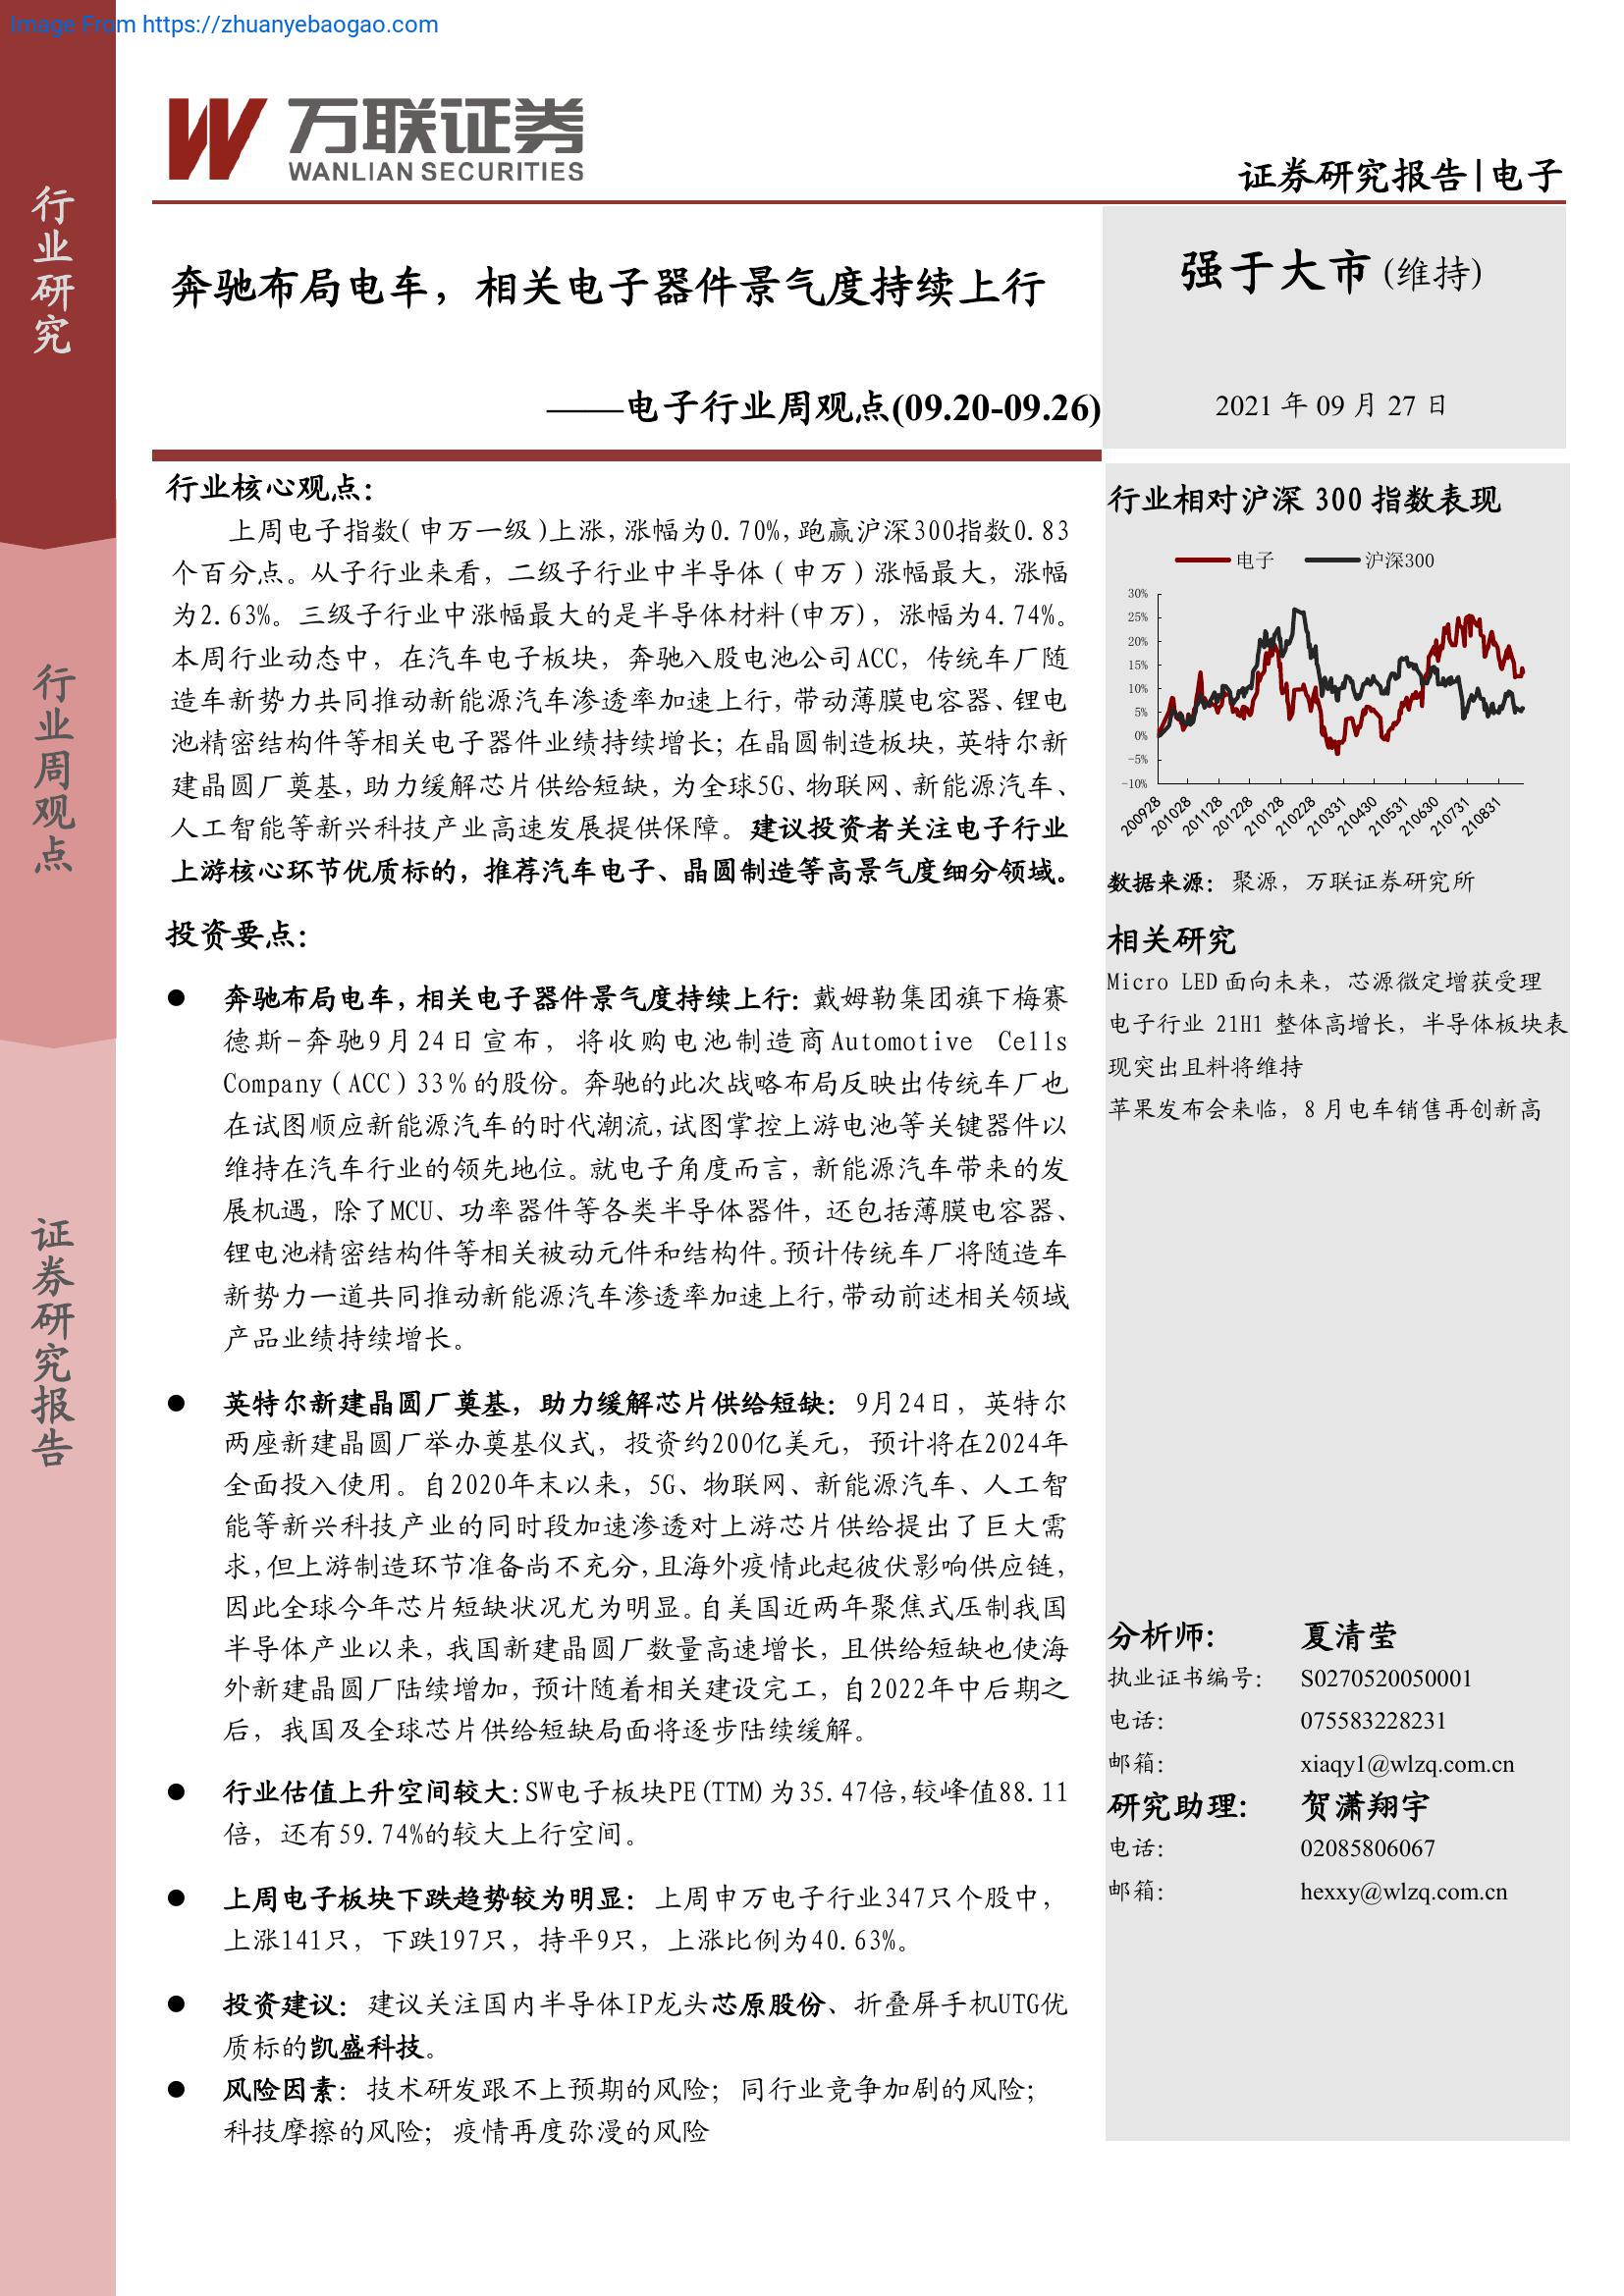 Image From https://zhuanyebaogao.com
万联证券
WANLIAN SECURITIES
证券研究报告|电子
行业研究
行业周观点
证券研究报告
奔驰布局电车，相关电子器件景气度持续上行
——电子行业周观点(09.20-09.26)
强于大市(维持)
2021 年 09 月 27 日
行业核心观点：
上周电子指数(申万一级)上涨,涨幅为0.70%,跑赢沪深300指数0.83
个百分点。从子行业来看，二级子行业中半导体（申万）涨幅最大，涨幅
为2.63%。三级子行业中涨幅最大的是半导体材料(申万)，涨幅为4.74%。
本周行业动态中，在汽车电子板块，奔驰入股电池公司ACC，传统车厂随
造车新势力共同推动新能源汽车渗透率加速上行，带动薄膜电容器、锂电
池精密结构件等相关电子器件业绩持续增长；在晶圆制造板块，英特尔新
建晶圆厂奠基，助力缓解芯片供给短缺，为全球5G、物联网、新能源汽车、
人工智能等新兴科技产业高速发展提供保障。建议投资者关注电子行业
上游核心环节优质标的，推荐汽车电子、晶圆制造等高景气度细分领域。
投资要点：
● 奔驰布局电车，相关电子器件景气度持续上行：戴姆勒集团旗下梅赛
德斯-奔驰9月24日宣布，将收购电池制造商Automotive Cells
Company（ACC）33%的股份。奔驰的此次战略布局反映出传统车厂也
在试图顺应新能源汽车的时代潮流,试图掌控上游电池等关键器件以
维持在汽车行业的领先地位。就电子角度而言，新能源汽车带来的发
展机遇，除了MCU、功率器件等各类半导体器件，还包括薄膜电容器、
锂电池精密结构件等相关被动元件和结构件。预计传统车厂将随造车
新势力一道共同推动新能源汽车渗透率加速上行,带动前述相关领域
产品业绩持续增长。
● 英特尔新建晶圆厂奠基，助力缓解芯片供给短缺：9月24日，英特尔
两座新建晶圆厂举办奠基仪式，投资约200亿美元，预计将在2024年
全面投入使用。自2020年末以来，5G、物联网、新能源汽车、人工智
能等新兴科技产业的同时段加速渗透对上游芯片供给提出了巨大需
求,但上游制造环节准备尚不充分,且海外疫情此起彼伏影响供应链,
因此全球今年芯片短缺状况尤为明显。自美国近两年聚焦式压制我国
半导体产业以来，我国新建晶圆厂数量高速增长，且供给短缺也使海
外新建晶圆厂陆续增加，预计随着相关建设完工，自2022年中后期之
后，我国及全球芯片供给短缺局面将逐步陆续缓解。
● 行业估值上升空间较大：SW电子板块PE(TTM)为35.47倍,较峰值88.11
倍，还有59.74%的较大上行空间。
● 上周电子板块下跌趋势较为明显：上周申万电子行业347只个股中，
上涨141只，下跌197只，持平9只，上涨比例为40.63%。
● 投资建议：建议关注国内半导体IP龙头芯原股份、折叠屏手机UTG优
质标的凯盛科技。
● 风险因素：技术研发跟不上预期的风险；同行业竞争加剧的风险；
科技摩擦的风险；疫情再度弥漫的风险
行业相对沪深 300 指数表现
电子 沪深300
30%
25%
20%
15%
10%
5%
0%
-5%
-10%
200928 201028 201128 201228 210128 210228 210331 210430 210531 210630 210731 210831
数据来源：聚源，万联证券研究所
相关研究
Micro LED 面向未来，芯源微定增获受理
电子行业 21H1 整体高增长，半导体板块表
现突出且料将维持
苹果发布会来临，8 月电车销售再创新高
分析师: 夏清莹
执业证书编号: S0270520050001
电话: 075583228231
邮箱: xiaqy1@wlzq.com.cn
研究助理: 贺潇翔宇
电话: 02085806067
邮箱: hexxy@wlzq.com.cn